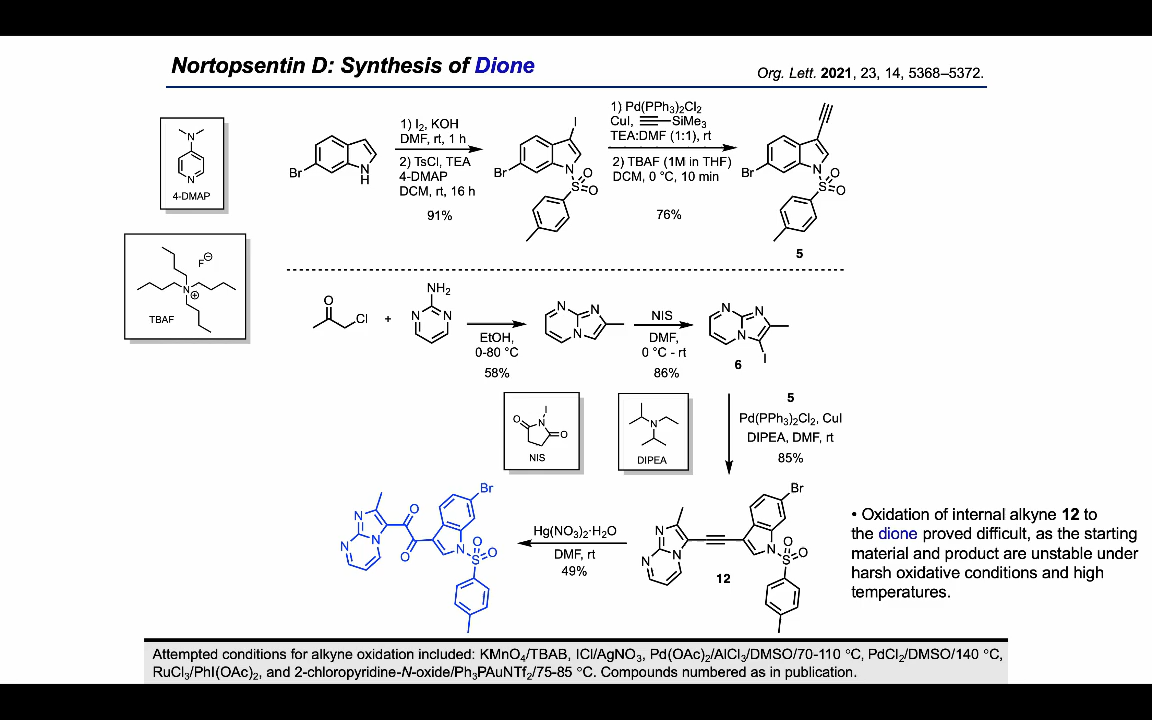 Nortopsentin D: Synthesis of Dione
Org. Lett. 2021, 23, 14, 5368–5372.
N
N
4-DMAP
F⊖
N
⊕
TBAF
Br
N
H
1) I₂, KOH
DMF, rt, 1 h
2) TsCl, TEA
4-DMAP
DCM, rt, 16 h
91%
I
Br
N
S
O
O
1) Pd(PPh₃)₂Cl₂
CuI, SiMe₃
TEA:DMF (1:1), rt
2) TBAF (1M in THF)
DCM, 0 °C, 10 min
76%
Br
N
S
O
O
5
O
Cl
+
NH₂
N
N
EtOH,
0-80 °C
58%
N
N
N
NIS
DMF,
0 °C - rt
86%
N
N
N
I
6
I
O
N
O
NIS
N
DIPEA
5
Pd(PPh₃)₂Cl₂, CuI
DIPEA, DMF, rt
85%
Br
N
N
N
N
S
O
O
12
Hg(NO₃)₂·H₂O
DMF, rt
49%
Br
O
O
N
N
N
N
S
O
O
• Oxidation of internal alkyne 12 to
the dione proved difficult, as the starting
material and product are unstable under
harsh oxidative conditions and high
temperatures.
Attempted conditions for alkyne oxidation included: KMnO₄/TBAB, ICl/AgNO₃, Pd(OAc)₂/AlCl₃/DMSO/70-110 °C, PdCl₂/DMSO/140 °C,
RuCl₃/PhI(OAc)₂, and 2-chloropyridine-N-oxide/Ph₃PAuNTf₂/75-85 °C. Compounds numbered as in publication.